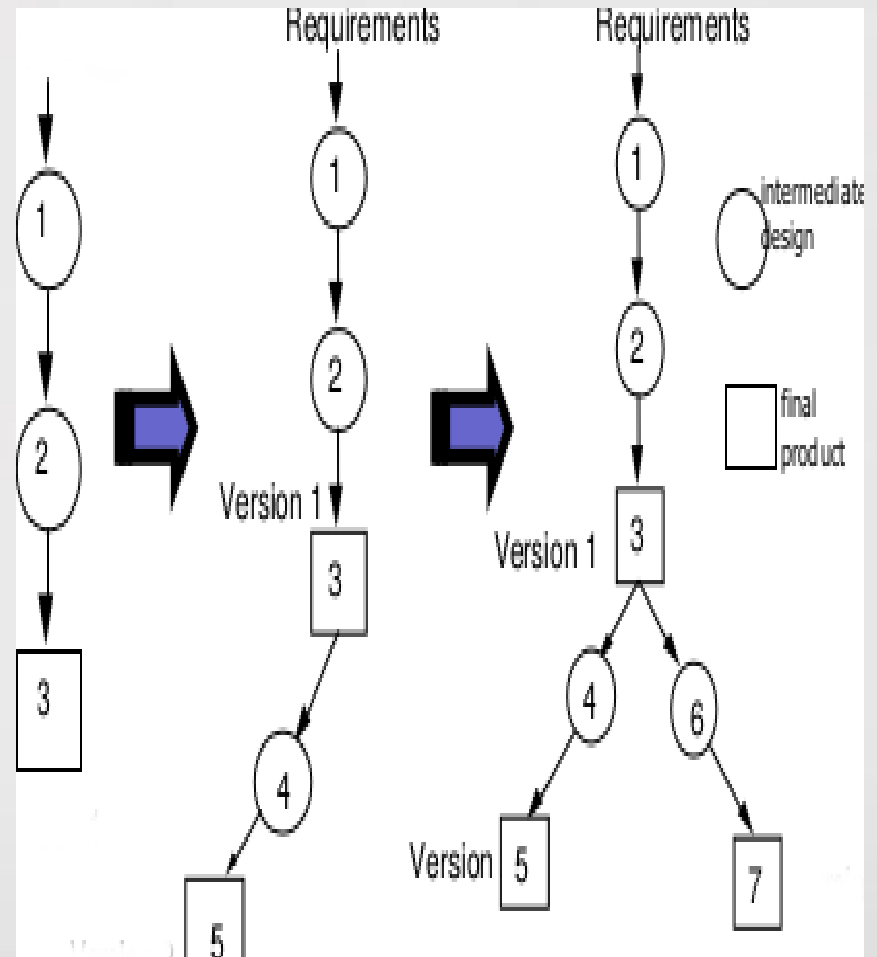 Requirements
Requirements
1
2
3
1
2
Version 1
3
4
5
1
2
Version 1
3
4
6
Version 5
7
intermediate
design
final
product